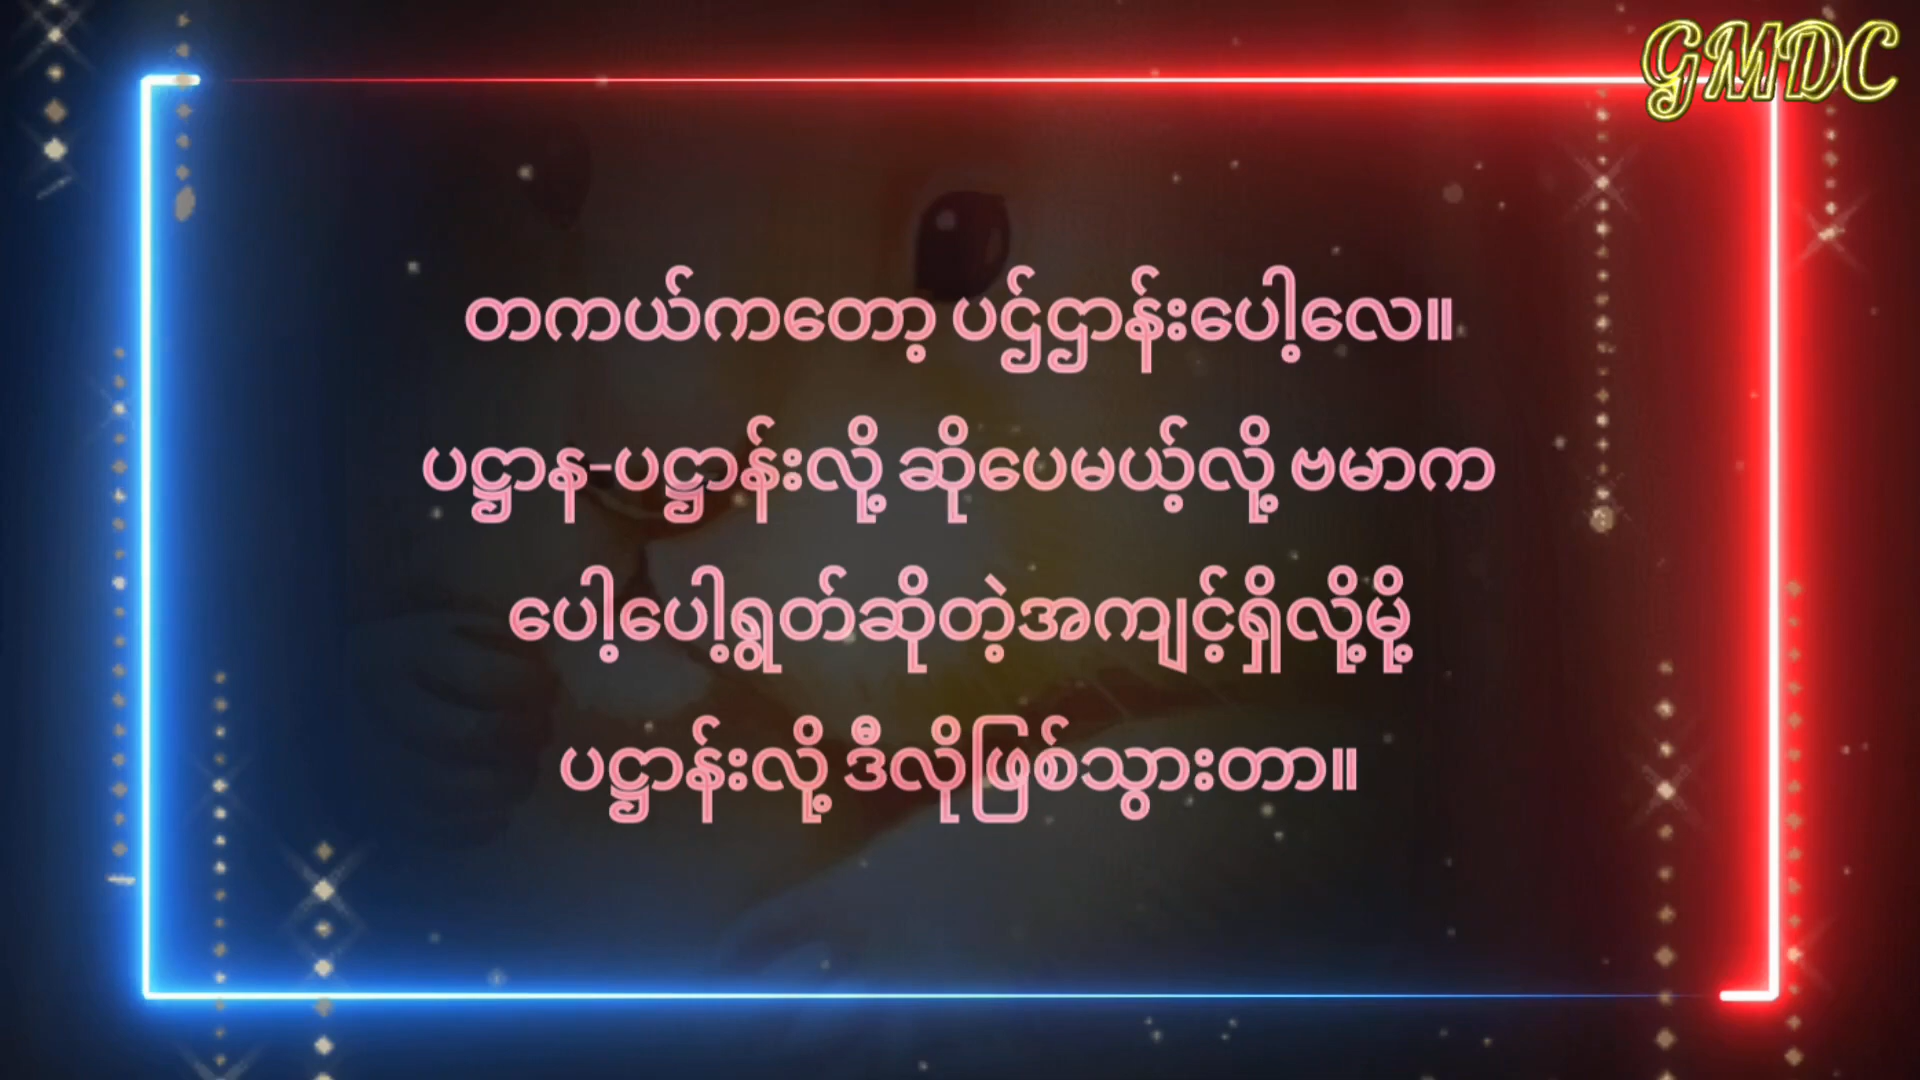 GMDC
တကယ်ကတော့ ပဌ်ဌာန်းပေါ့လေ။
ပဋ္ဌာန-ပဋ္ဌာန်းလို့ ဆိုပေမယ့်လို့ ဗမာက
ပေါ့ပေါ့ရွတ်ဆိုတဲ့အကျင့်ရှိလို့မို့
ပဋ္ဌာန်းလို့ ဒီလိုဖြစ်သွားတာ။